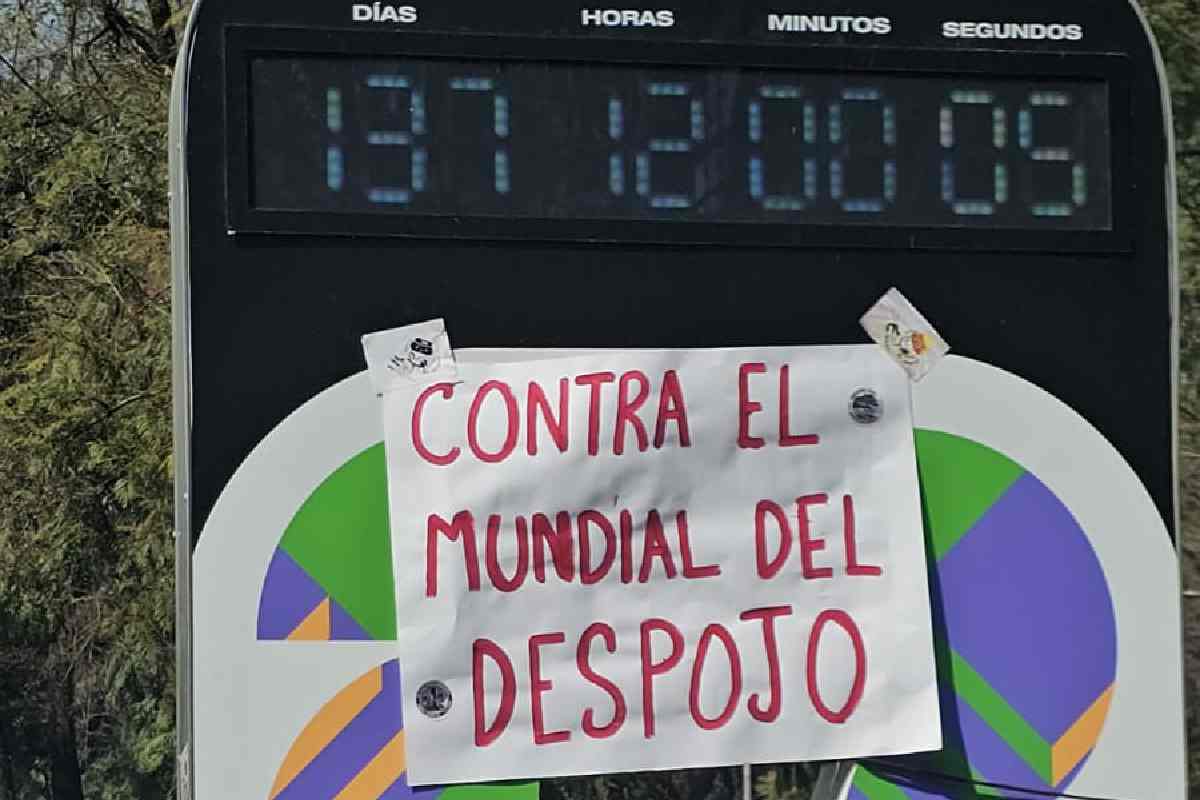 DÍAS HORAS MINUTOS SEGUNDOS
137 12 00 05
CONTRA EL
MUNDIAL DEL
DESPOJO